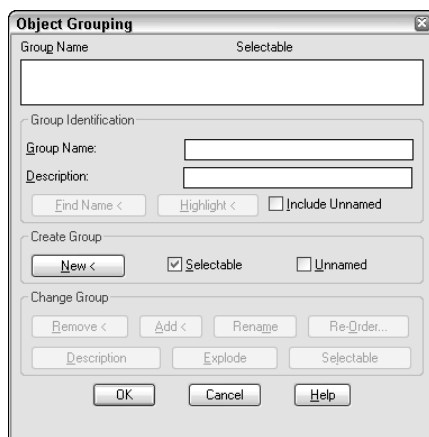 Object Grouping
Group Name Selectable
Group Identification
Group Name:
Description:
Find Name < Highlight < Include Unnamed
Create Group
New < Selectable Unnamed
Change Group
Remove < Add < Rename Re-Order...
Description Explode Selectable
OK Cancel Help